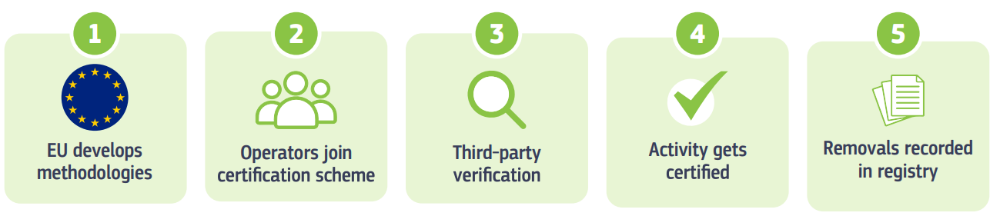 1
EU develops
methodologies
2
Operators join
certification scheme
3
Third-party
verification
4
Activity gets
certified
5
Removals recorded
in registry